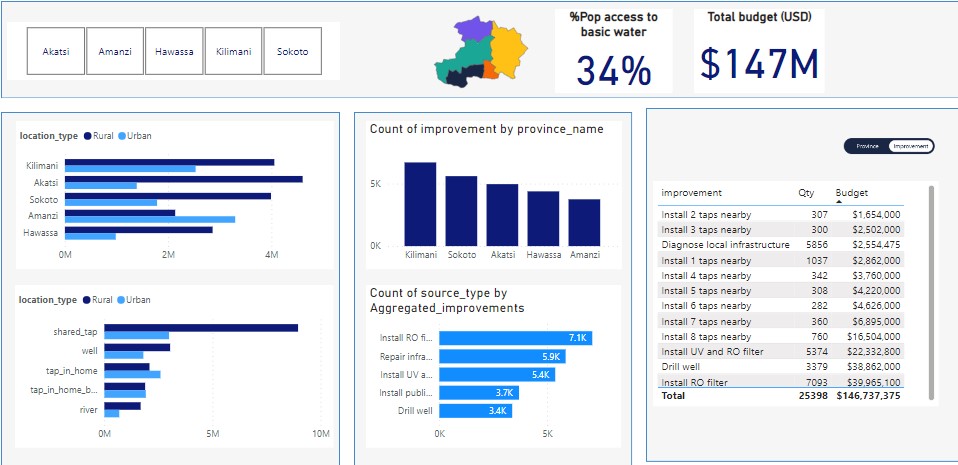 Akatsi
Amanzi
Hawassa
Kilimani
Sokoto
%Pop access to
basic water
34%
Total budget (USD)
$147M
location_type Rural Urban
Kilimani
Akatsi
Sokoto
Amanzi
Hawassa
0M 2M 4M
location_type Rural Urban
shared_tap
well
tap_in_home
tap_in_home_b...
river
0M 5M 10M
Count of improvement by province_name
5K
0K
Kilimani Sokoto Akatsi Hawassa Amanzi
Count of source_type by
Aggregated_improvements
Install RO fi... 7.1K
Repair infra... 5.9K
Install UV a... 5.4K
Install publi... 3.7K
Drill well 3.4K
0K 5K
Province Improvement
improvement Qty Budget
Install 2 taps nearby 307 $1,654,000
Install 3 taps nearby 300 $2,502,000
Diagnose local infrastructure 5856 $2,554,475
Install 1 taps nearby 1037 $2,862,000
Install 4 taps nearby 342 $3,760,000
Install 5 taps nearby 308 $4,220,000
Install 6 taps nearby 282 $4,626,000
Install 7 taps nearby 360 $6,895,000
Install 8 taps nearby 760 $16,504,000
Install UV and RO filter 5374 $22,332,800
Drill well 3379 $38,862,000
Install RO filter 7093 $39,965,100
Total 25398 $146,737,375